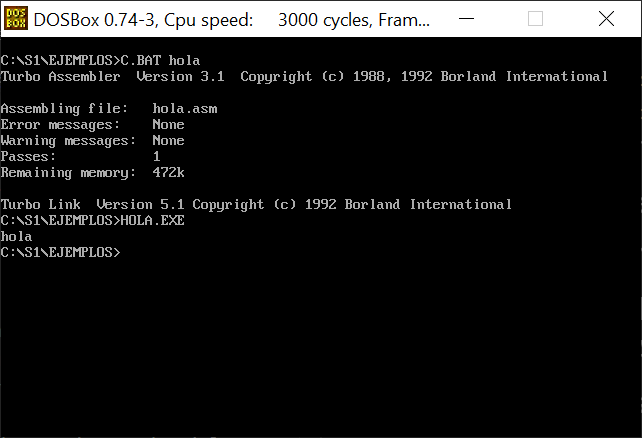 DOS BOX
DOSBox 0.74-3, Cpu speed: 3000 cycles, Fram...
C:\S1\EJEMPLOS>C.BAT hola
Turbo Assembler Version 3.1 Copyright (c) 1988, 1992 Borland International
Assembling file: hola.asm
Error messages: None
Warning messages: None
Passes: 1
Remaining memory: 472k
Turbo Link Version 5.1 Copyright (c) 1992 Borland International
C:\S1\EJEMPLOS>HOLA.EXE
hola
C:\S1\EJEMPLOS>